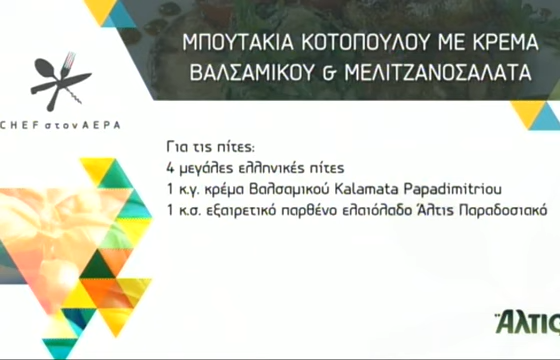 ΜΠΟΥΤΑΚΙΑ ΚΟΤΟΠΟΥΛΟΥ ΜΕ ΚΡΕΜΑ
ΒΑΛΣΑΜΙΚΟΥ & ΜΕΛΙΤΖΑΝΟΣΑΛΑΤΑ
CHEF στον ΑΕΡΑ
Για τις πίτες:
4 μεγάλες ελληνικές πίτες
1 κ.γ. κρέμα Βαλσαμικού Kalamata Papadimitriou
1 κ.σ. εξαιρετικό παρθένο ελαιόλαδο Άλτις Παραδοσιακό
Άλτις